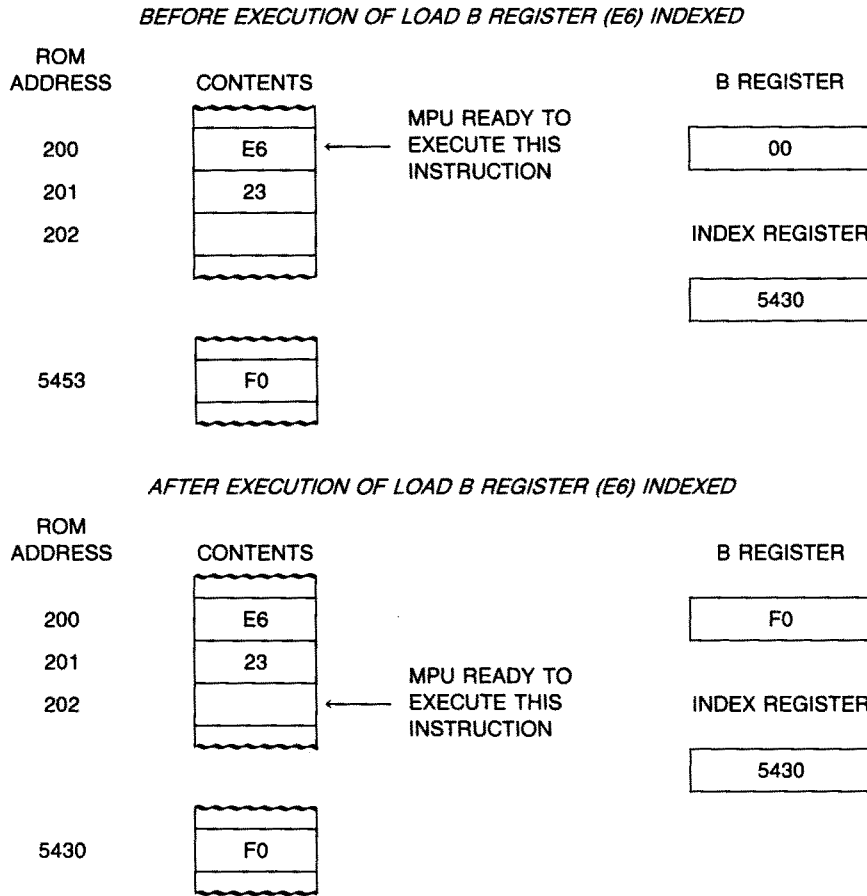 BEFORE EXECUTION OF LOAD B REGISTER (E6) INDEXED
ROM
ADDRESS
CONTENTS
B REGISTER
200
E6
MPU READY TO
EXECUTE THIS
INSTRUCTION
00
201
23
202
INDEX REGISTER
5430
5453
F0
AFTER EXECUTION OF LOAD B REGISTER (E6) INDEXED
ROM
ADDRESS
CONTENTS
B REGISTER
200
E6
F0
201
23
202
MPU READY TO
EXECUTE THIS
INSTRUCTION
INDEX REGISTER
5430
5430
F0